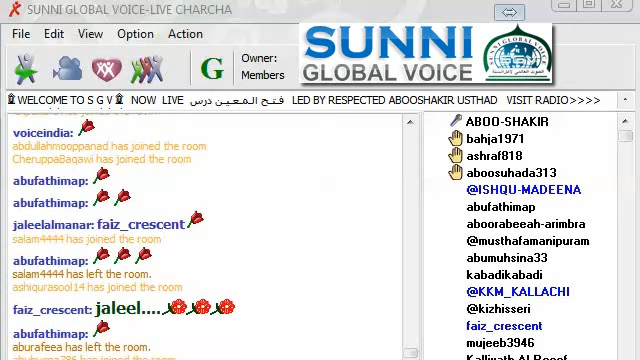 SUNNI GLOBAL VOICE-LIVE CHARCHA
File Edit View Option Action
SUNNI
GLOBAL VOICE
G
Owner:
Members
WELCOME TO S G V NOW LIVE فتح المعين درس LED BY RESPECTED ABOOSHAKIR USTHAD VISIT RADIO>>>>
voiceindia:
abdullahmooppanad has joined the room
CheruppaBaqawi has joined the room
abufathimap:
abufathimap:
jaleelalmanar: faiz_crescent
salam4444 has joined the room
abufathimap:
salam4444 has left the room.
ashiqurasool14 has joined the room
faiz_crescent: jaleel....
abufathimap:
aburafeea has left the room.
ABOO-SHAKIR
bahja1971
ashraf818
aboosuhada313
@ISHQU-MADEENA
abufathimap
aboorabeeah-arimbra
@musthafamanipuram
abumuhsina33
kabadikabadi
@KKM_KALLACHI
@kizhisseri
faiz_crescent
mujeeb3946